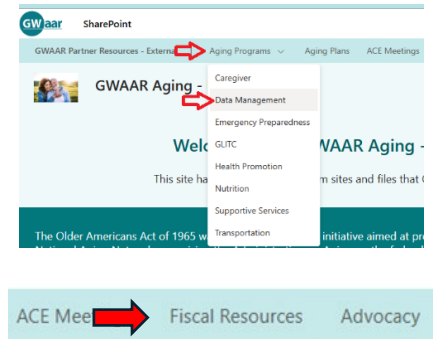 GWaar SharePoint
GWAAR Partner Resources - Extern Aging Programs Aging Plans ACE Meetings
GWAAR Aging -
Caregiver
Data Management
Emergency Preparedness
Welc GLITC WAAR Aging -
Health Promotion
This site ha m sites and files that
Nutrition
Supportive Services
Transportation
The Older Americans Act of 1965 w initiative aimed at pr
ACE Mee Fiscal Resources Advocacy